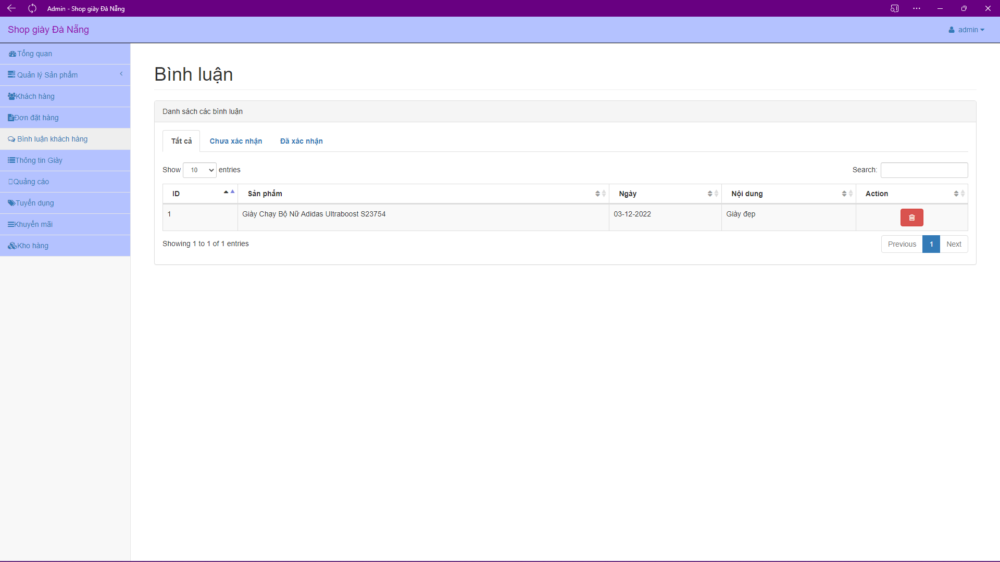 Admin - Shop giày Đà Nẵng
Shop giày Đà Nẵng
admin
Tổng quan
Quản lý Sản phẩm
Khách hàng
Đơn đặt hàng
Bình luận khách hàng
Thông tin Giày
Quảng cáo
Tuyển dụng
Khuyến mãi
Kho hàng
Bình luận
Danh sách các bình luận
Tất cả Chưa xác nhận Đã xác nhận
Show 10 entries Search:
ID Sản phẩm Ngày Nội dung Action
1 Giày Chạy Bộ Nữ Adidas Ultraboost S23754 03-12-2022 Giày đẹp
Showing 1 to 1 of 1 entries Previous 1 Next